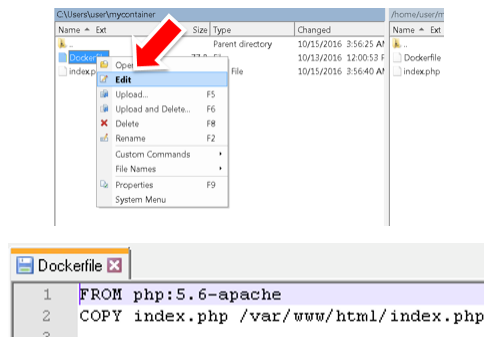 C:\Users\user\mycontainer /home/user/m
Name Ext Size Type Changed Name Ext
.. Parent directory 10/15/2016 3:56:25 A ..
Dockerfile 10/13/2016 12:00:53 Dockerfile
index.p File 10/15/2016 3:56:40 A index.php
Open
Edit
Upload... F5
Upload and Delete... F6
Delete F8
Rename F2
Custom Commands
File Names
Properties F9
System Menu
Dockerfile
1 FROM php:5.6-apache
2 COPY index.php /var/www/html/index.php
3